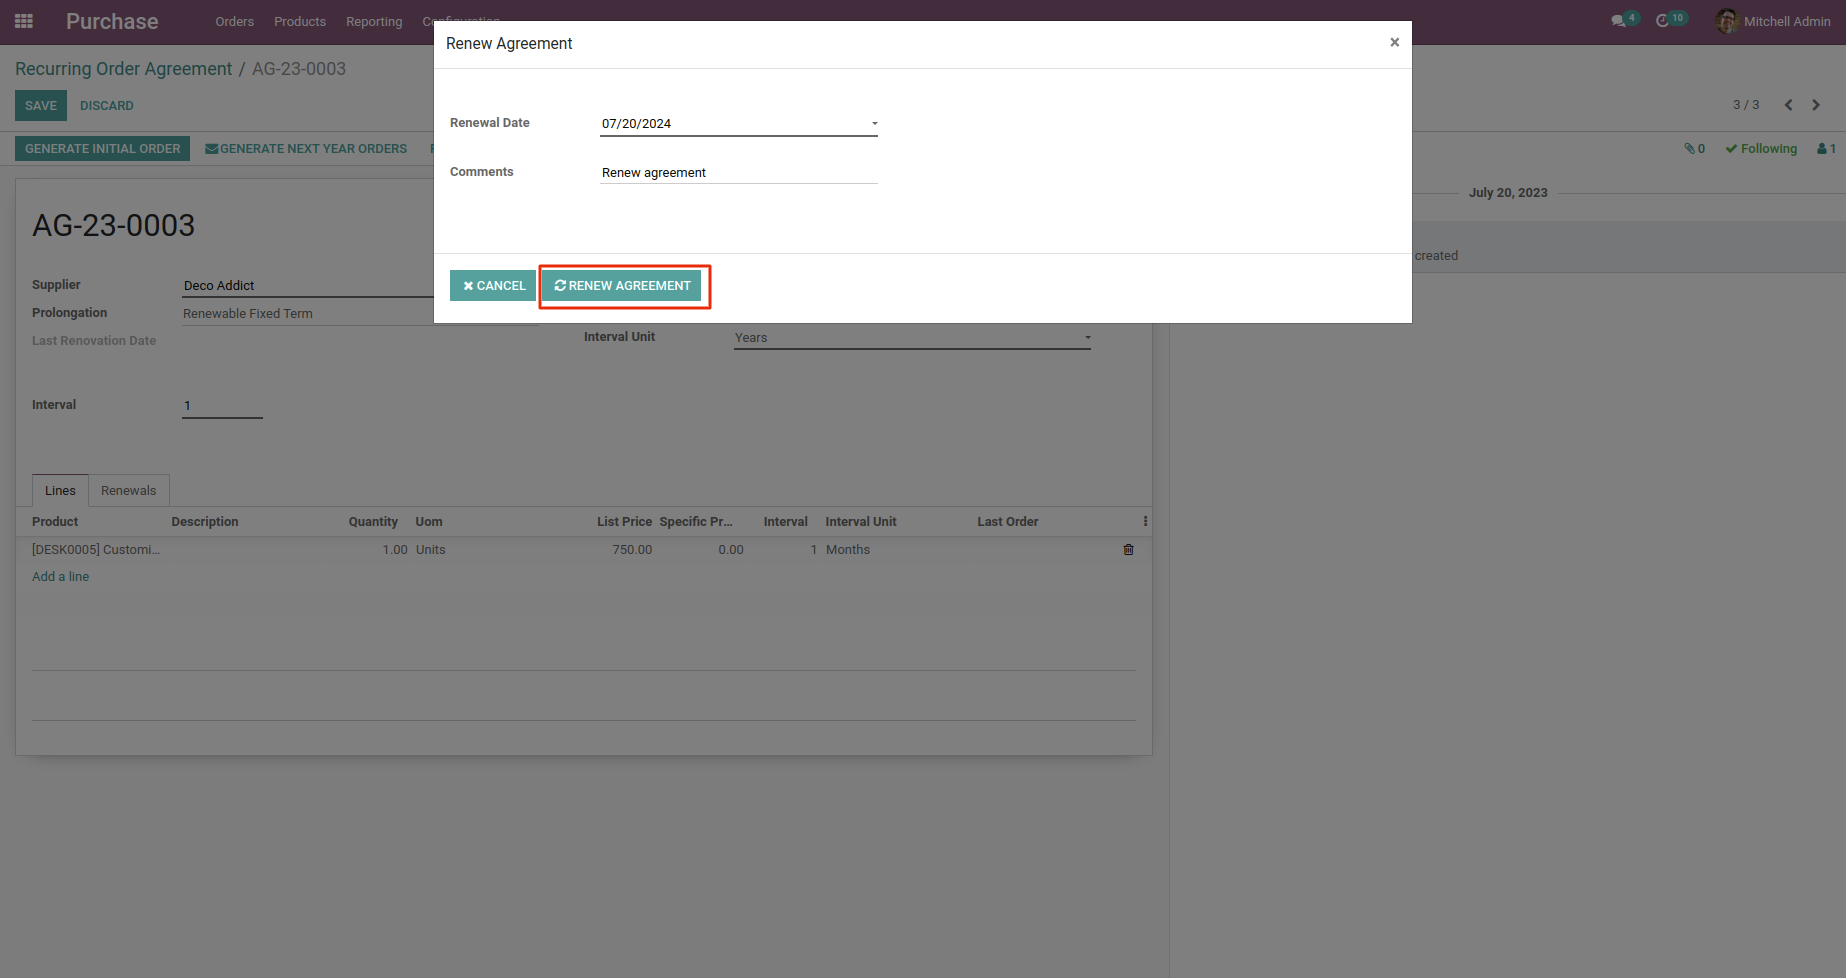 Purchase Orders Products Reporting Configuration 4 10 Mitchell Admin
Renew Agreement ×
Recurring Order Agreement / AG-23-0003
SAVE DISCARD 3 / 3
Renewal Date 07/20/2024
GENERATE INITIAL ORDER GENERATE NEXT YEAR ORDERS 0 Following 1
Comments Renew agreement
July 20, 2023
AG-23-0003
created
Supplier Deco Addict
CANCEL RENEW AGREEMENT
Prolongation Renewable Fixed Term
Last Renovation Date Interval Unit Years
Interval 1
Lines Renewals
Product Description Quantity Uom List Price Specific Pr... Interval Interval Unit Last Order
[DESK0005] Customi... 1.00 Units 750.00 0.00 1 Months
Add a line